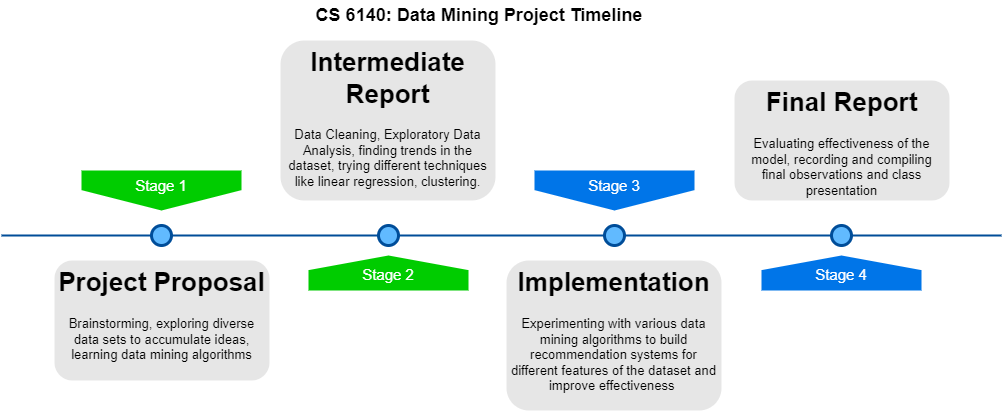 CS 6140: Data Mining Project Timeline
Intermediate
Report
Data Cleaning, Exploratory Data
Analysis, finding trends in the
dataset, trying different techniques
like linear regression, clustering.
Final Report
Evaluating effectiveness of the
model, recording and compiling
final observations and class
presentation
Stage 1
Stage 3
Stage 2
Stage 4
Project Proposal
Brainstorming, exploring diverse
data sets to accumulate ideas,
learning data mining algorithms
Implementation
Experimenting with various data
mining algorithms to build
recommendation systems for
different features of the dataset and
improve effectiveness